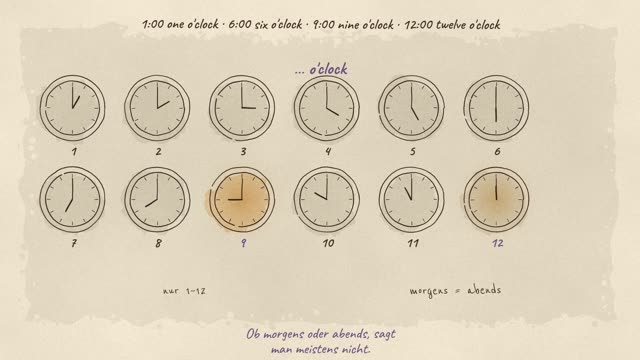 1:00 one o'clock · 6:00 six o'clock · 9:00 nine o'clock · 12:00 twelve o'clock
... o'clock
1 2 3 4 5 6
7 8 9 10 11 12
nur 1-12 morgens = abends
Ob morgens oder abends, sagt
man meistens nicht.